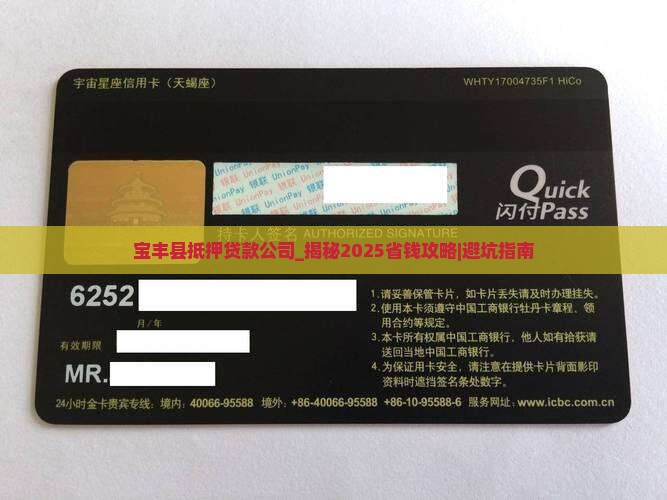 宇宙星座信用卡（天蝎座）
WHTY17004735F1 HiCo
UnionPay 银联 UnionPay 银联 UnionPay 银联
Quick
闪付Pass
持卡人签名 AUTHORIZED SIGNATURE
宝丰县抵押贷款公司_揭秘2025省钱攻略|避坑指南
6252
月/年
有效期限
MR.
1.请妥善保管卡片，如卡片丢失请及时办理挂失。
2.使用本卡须遵守中国工商银行牡丹卡章程、领
用合约等规定。
3.本卡所有权属中国工商银行，他人如有拾获请
送回当地中国工商银行。
4.为保证用卡安全，请注意在提供卡片背面影印
资料时遮挡签名条处数字。
24小时金卡贵宾专线：境内：40066-95588 境外：+86-40066-95588 +86-10-95588-6 服务网址：www.icbc.com.cn